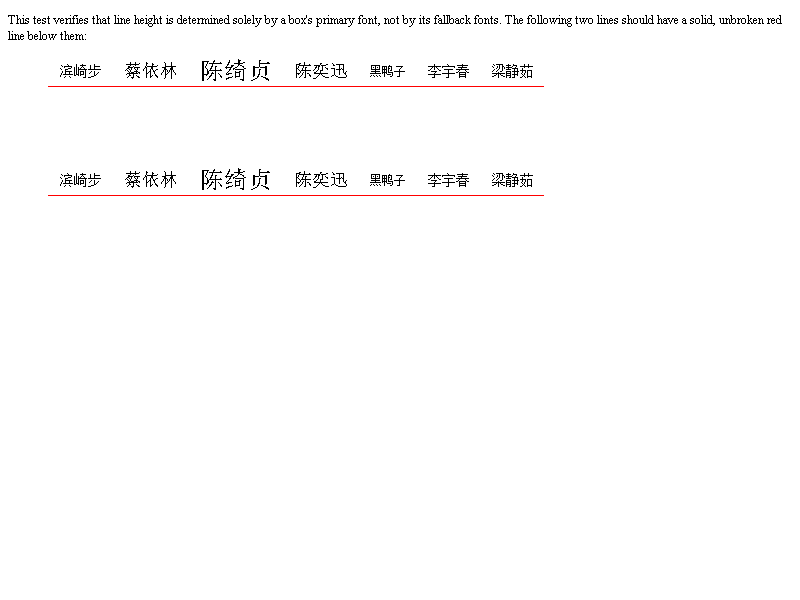 This test verifies that line height is determined solely by a box's primary font, not by its fallback fonts. The following two lines should have a solid, unbroken red
line below them:
滨崎步 蔡依林 陈绮贞 陈奕迅 黑鸭子 李宇春 梁静茹
滨崎步 蔡依林 陈绮贞 陈奕迅 黑鸭子 李宇春 梁静茹